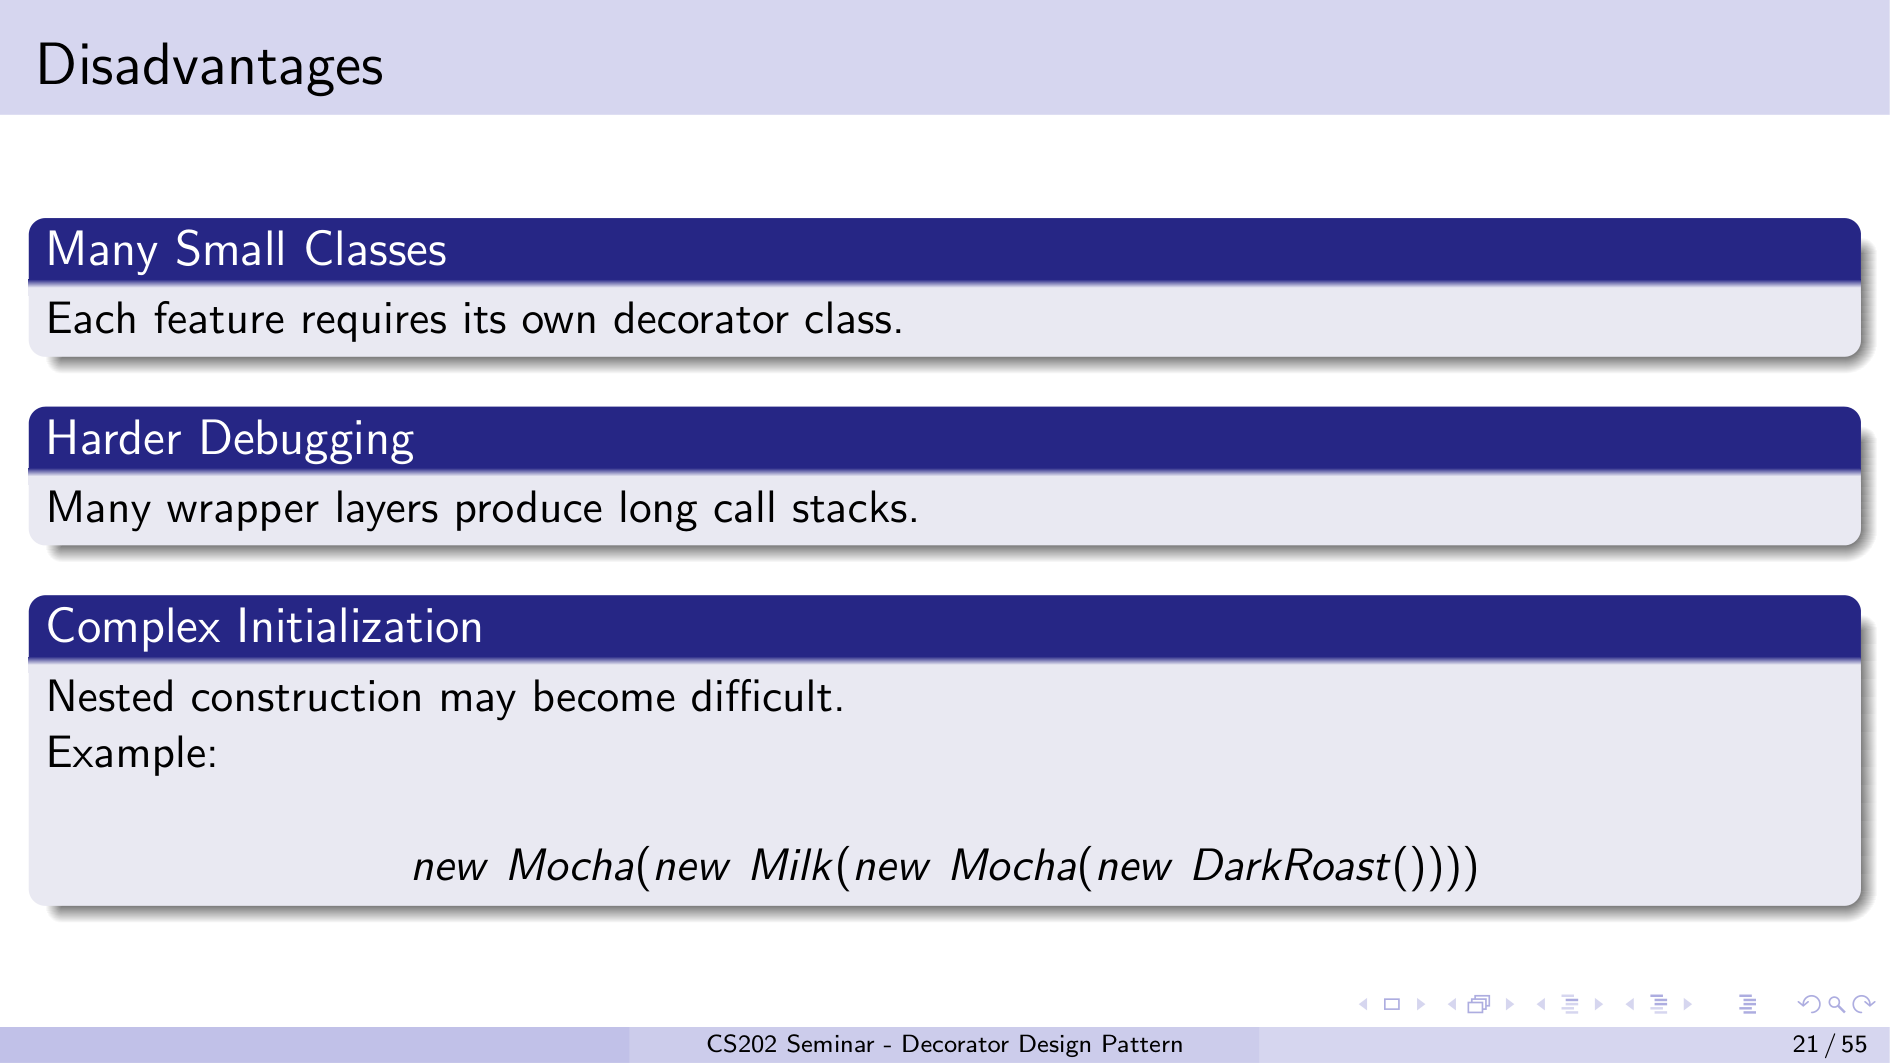 Disadvantages
Many Small Classes
Each feature requires its own decorator class.
Harder Debugging
Many wrapper layers produce long call stacks.
Complex Initialization
Nested construction may become difficult.
Example:
new Mocha(new Milk(new Mocha(new DarkRoast())))
CS202 Seminar - Decorator Design Pattern
21 / 55